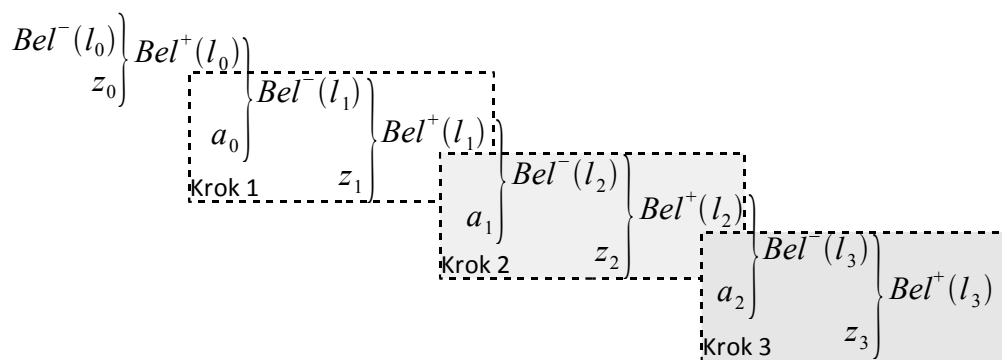 Bel⁻(l₀)
z₀
Bel⁺(l₀)
a₀
Bel⁻(l₁)
z₁
Bel⁺(l₁)
Krok 1
a₁
Bel⁻(l₂)
z₂
Bel⁺(l₂)
Krok 2
a₂
Bel⁻(l₃)
z₃
Bel⁺(l₃)
Krok 3